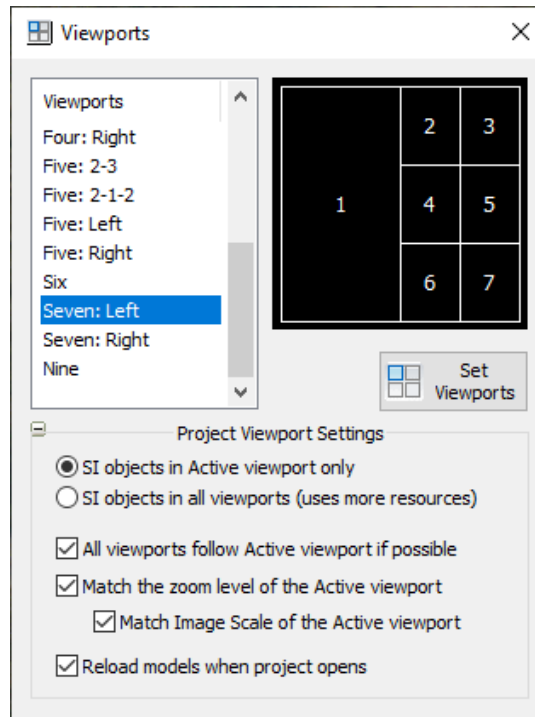 Viewports
Viewports
Four: Right
Five: 2-3
Five: 2-1-2
Five: Left
Five: Right
Six
Seven: Left
Seven: Right
Nine
1
2 3
4 5
6 7
Set
Viewports
Project Viewport Settings
SI objects in Active viewport only
SI objects in all viewports (uses more resources)
All viewports follow Active viewport if possible
Match the zoom level of the Active viewport
Match Image Scale of the Active viewport
Reload models when project opens